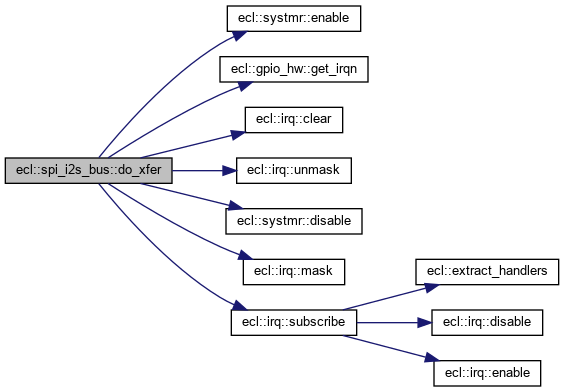 ecl::systmr::enable
ecl::gpio_hw::get_irqn
ecl::irq::clear
ecl::spi_i2s_bus::do_xfer
ecl::irq::unmask
ecl::systmr::disable
ecl::irq::mask
ecl::extract_handlers
ecl::irq::subscribe
ecl::irq::disable
ecl::irq::enable